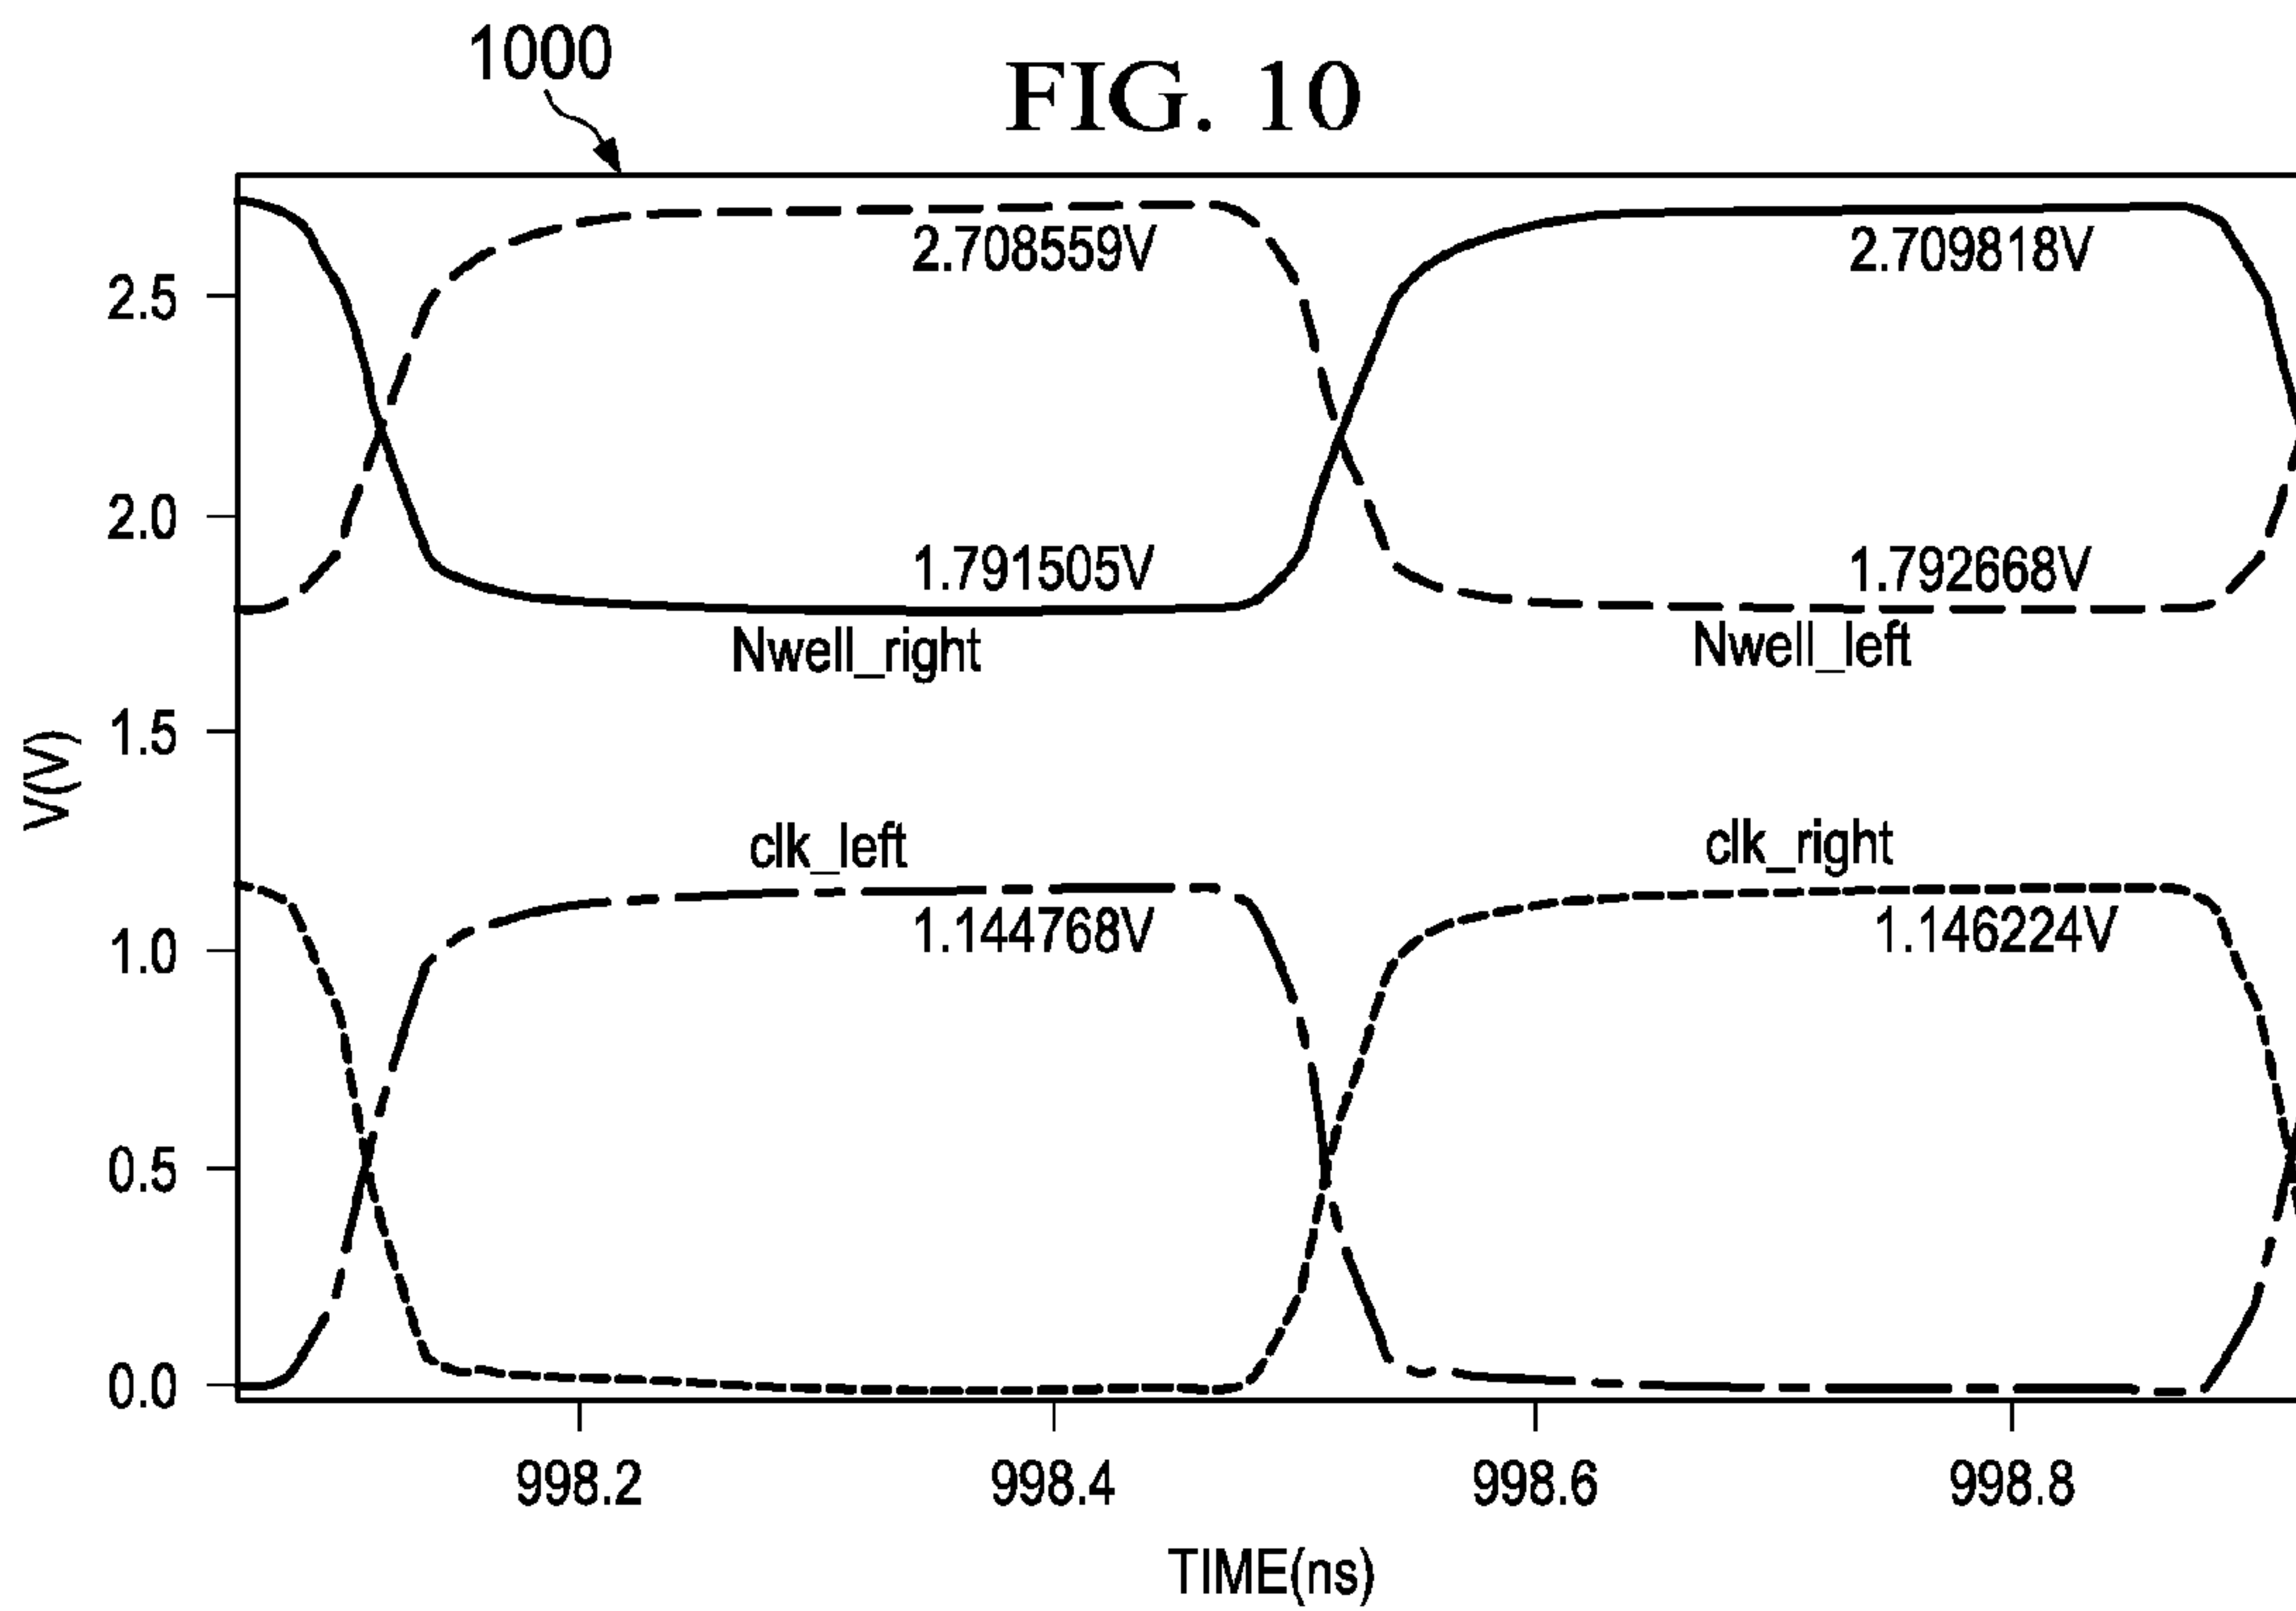 1000
FIG. 10
2.708559V
2.709818V
2.5
2.0
1.791505V
1.792668V
Nwell_right
Nwell_left
1.5
V(V)
clk_left
clk_right
1.144768V
1.146224V
1.0
0.5
0.0
998.2
998.4
998.6
998.8
TIME(ns)